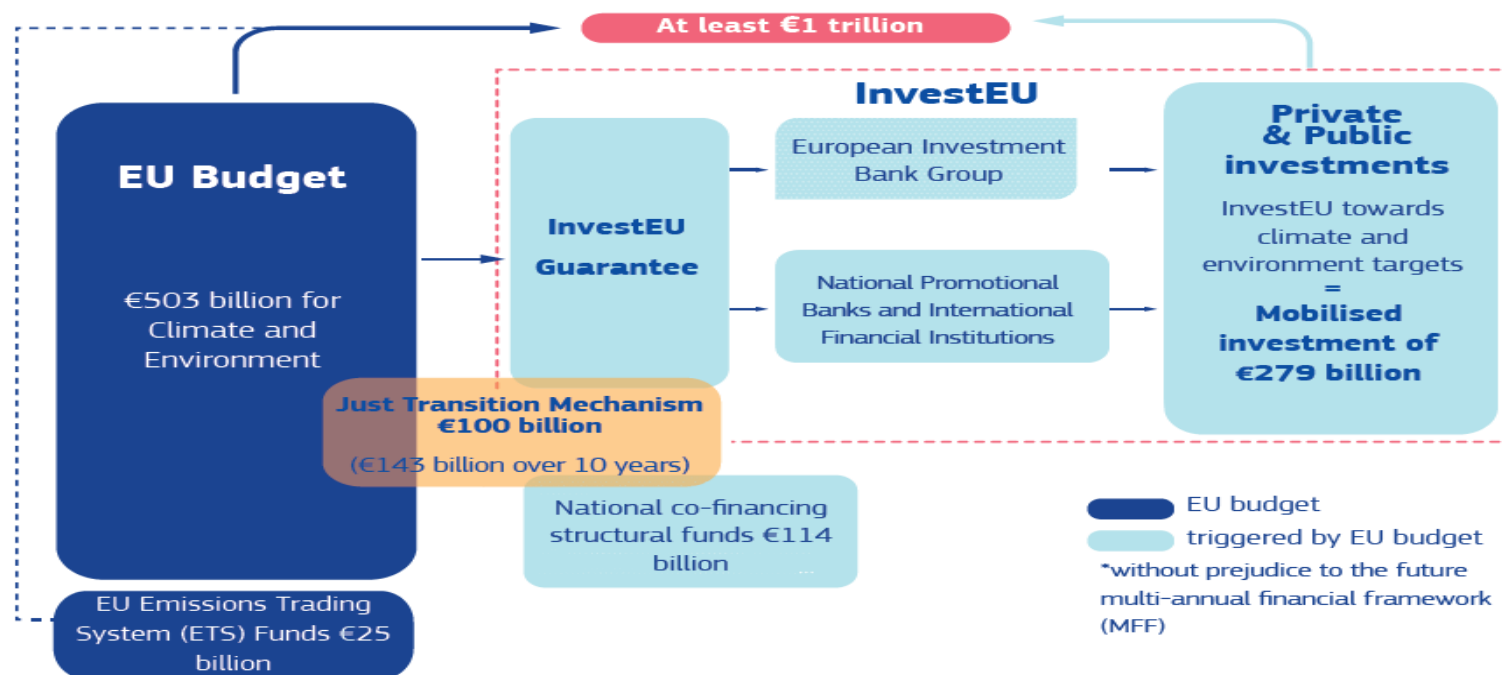 At least €1 trillion
EU Budget
€503 billion for
Climate and
Environment
InvestEU
InvestEU
Guarantee
European Investment
Bank Group
National Promotional
Banks and International
Financial Institutions
Private
& Public
investments
InvestEU towards
climate and
environment targets
=
Mobilised
investment of
€279 billion
Just Transition Mechanism
€100 billion
(€143 billion over 10 years)
National co-financing
structural funds €114
billion
...
EU Emissions Trading
System (ETS) Funds €25
billion
EU budget
triggered by EU budget
*without prejudice to the future
multi-annual financial framework
(MFF)